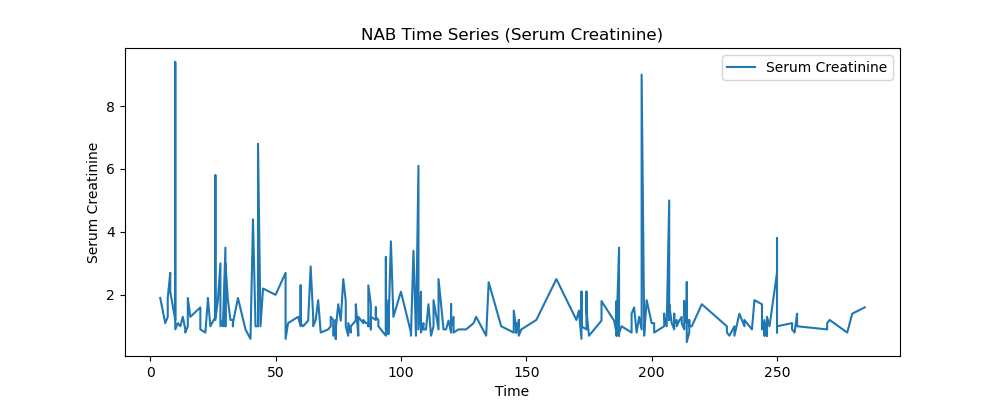 NAB Time Series (Serum Creatinine)
Serum Creatinine
Serum Creatinine
8
6
4
2
0 50 100 150 200 250
Time